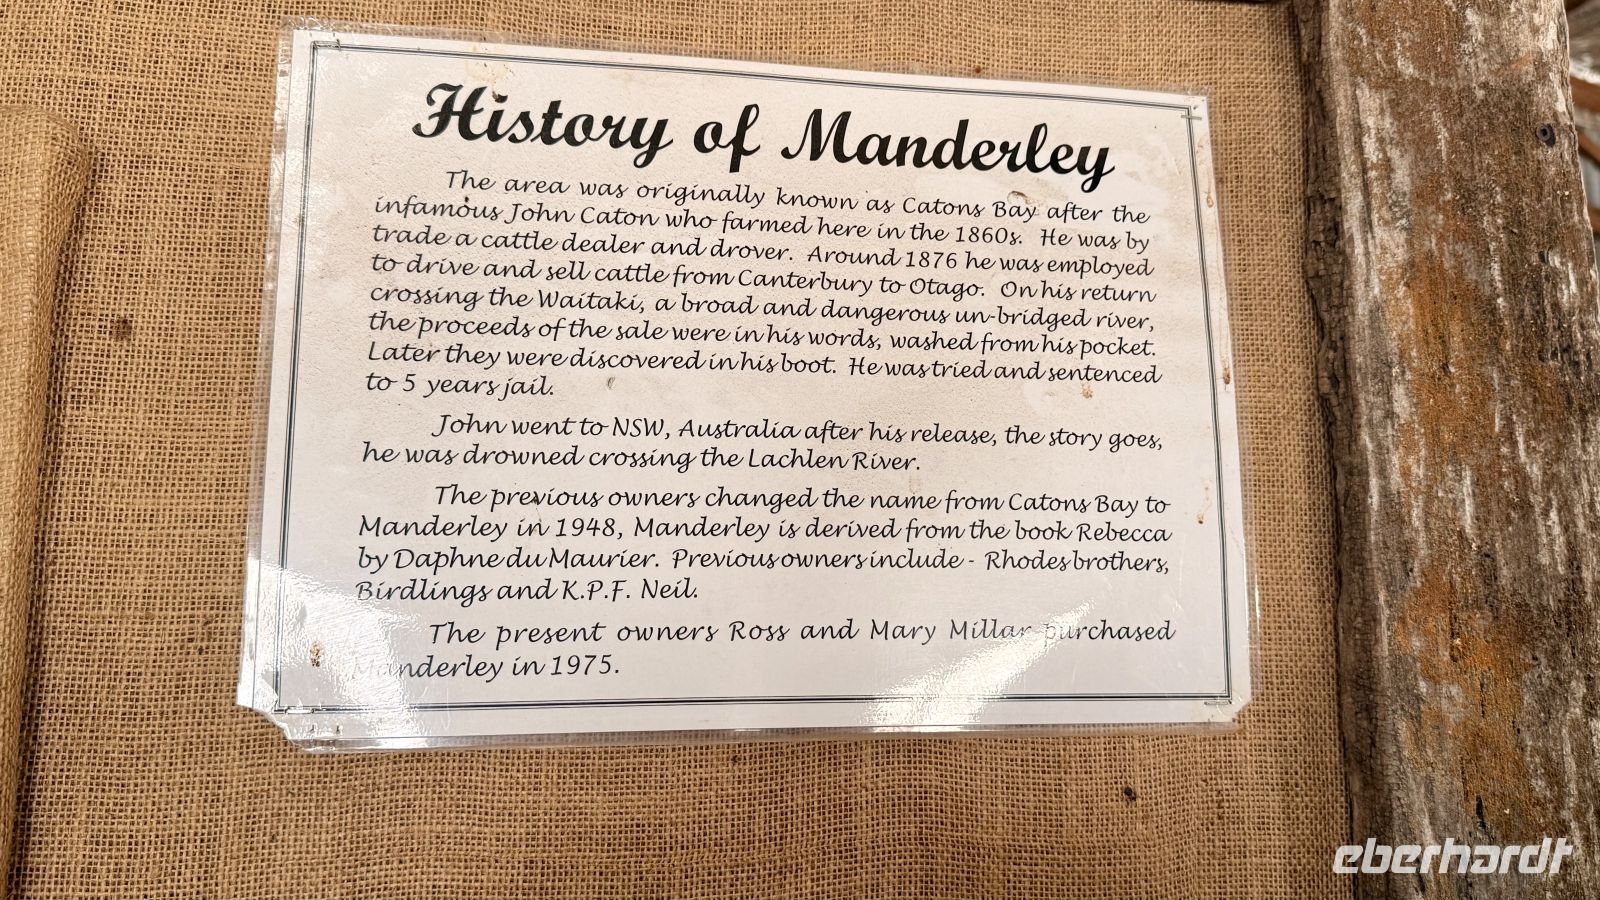 History of Manderley
The area was originally known as Catons Bay after the
infamous John Caton who farmed here in the 1860s. He was by
trade a cattle dealer and drover. Around 1876 he was employed
to drive and sell cattle from Canterbury to Otago. On his return
crossing the Waitaki, a broad and dangerous un-bridged river,
the proceeds of the sale were in his words, washed from his pocket.
Later they were discovered in his boot. He was tried and sentenced
to 5 years jail.
John went to NSW, Australia after his release, the story goes,
he was drowned crossing the Lachlen River.
The previous owners changed the name from Catons Bay to
Manderley in 1948, Manderley is derived from the book Rebecca
by Daphne du Maurier. Previous owners include - Rhodes brothers,
Birdlings and K.P.F. Neil.
The present owners Ross and Mary Millar purchased
Manderley in 1975.
eberhardt